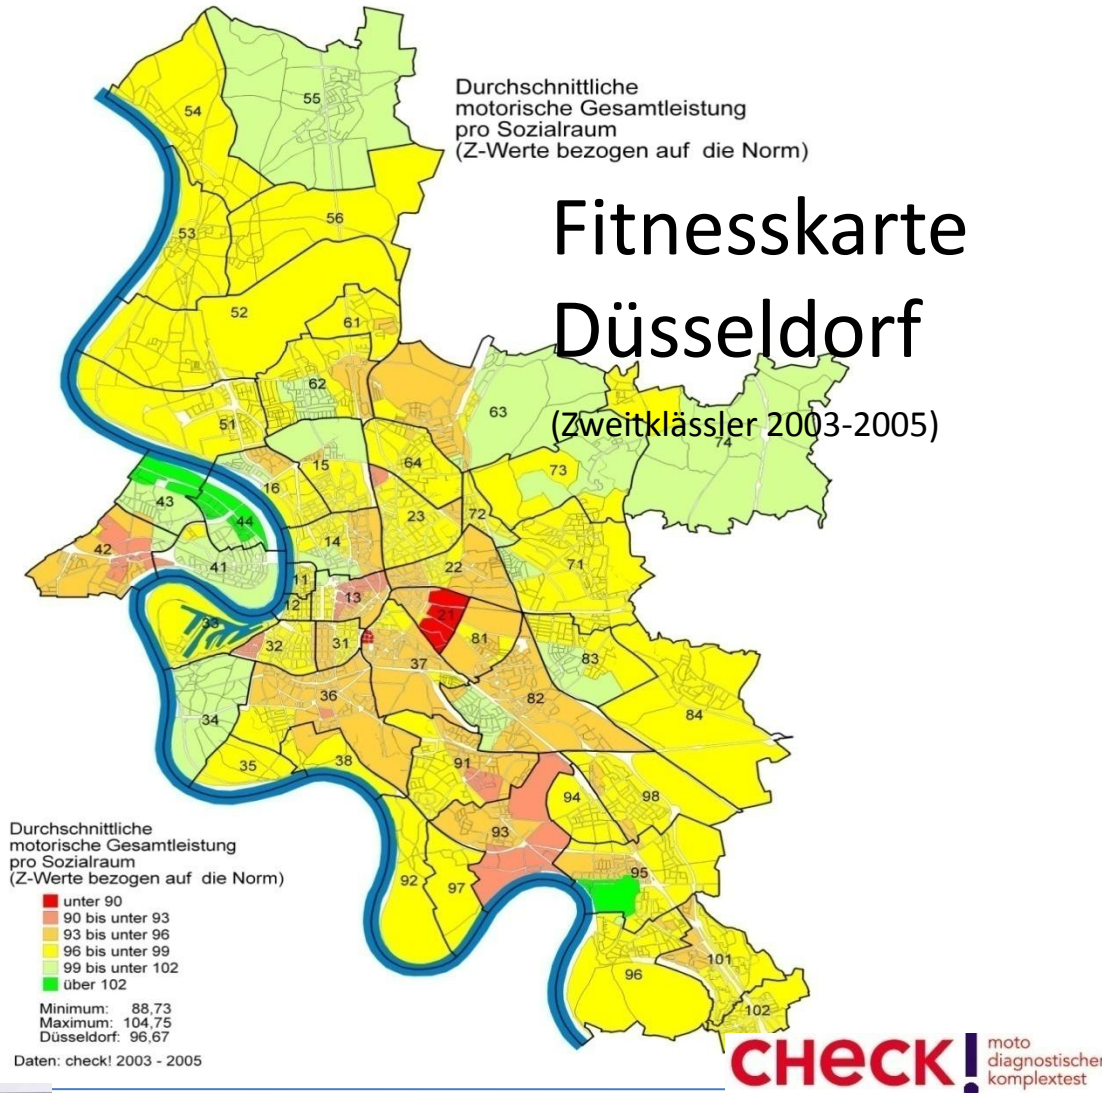 Durchschnittliche
motorische Gesamtleistung
pro Sozialraum
(Z-Werte bezogen auf die Norm)
Fitnesskarte
Düsseldorf
(Zweitklässler 2003-2005)
54
55
53
56
52
61
62
63
74
51
15
64
73
16
43
44
23
72
14
42
41
22
71
11
12
13
21
33
32
31
81
37
83
36
82
34
84
35
38
91
94
98
93
92
97
95
96
101
102
Durchschnittliche
motorische Gesamtleistung
pro Sozialraum
(Z-Werte bezogen auf die Norm)
unter 90
90 bis unter 93
93 bis unter 96
96 bis unter 99
99 bis unter 102
über 102
Minimum: 88,73
Maximum: 104,75
Düsseldorf: 96,67
Daten: check! 2003 - 2005
CHeCK!
moto
diagnostischer
komplextest